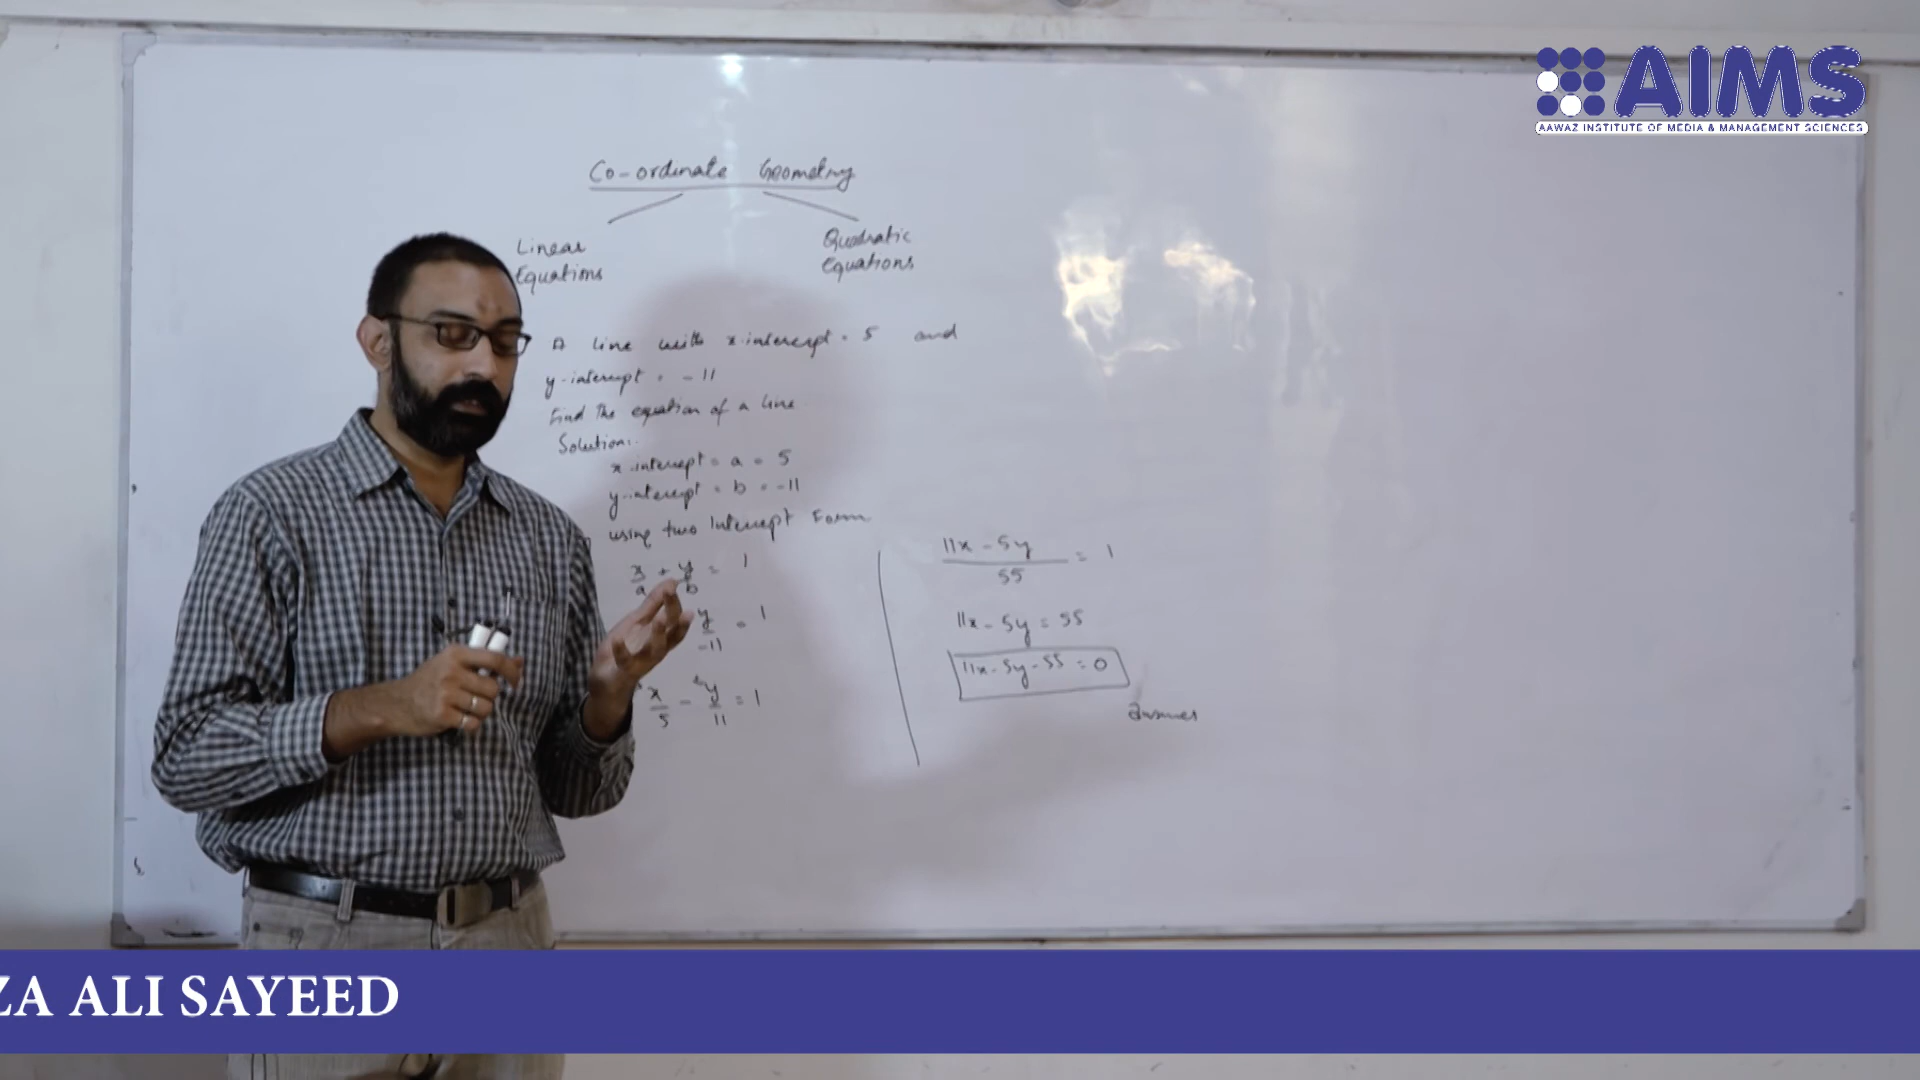 AIMS
AAWAZ INSTITUTE OF MEDIA & MANAGEMENT SCIENCES
Co-ordinate Geometry
Linear Equations
Quadratic Equations
A line with x-intercept = 5 and
y-intercept = -11
Find the equation of a line
Solution:
x-intercept = a = 5
y-intercept = b = -11
using two Intercept Form
x/a + y/b = 1
y/-11 = 1
x/5 - y/11 = 1
11x - 5y / 55 = 1
11x - 5y = 55
11x - 5y - 55 = 0
answer
ZA ALI SAYEED